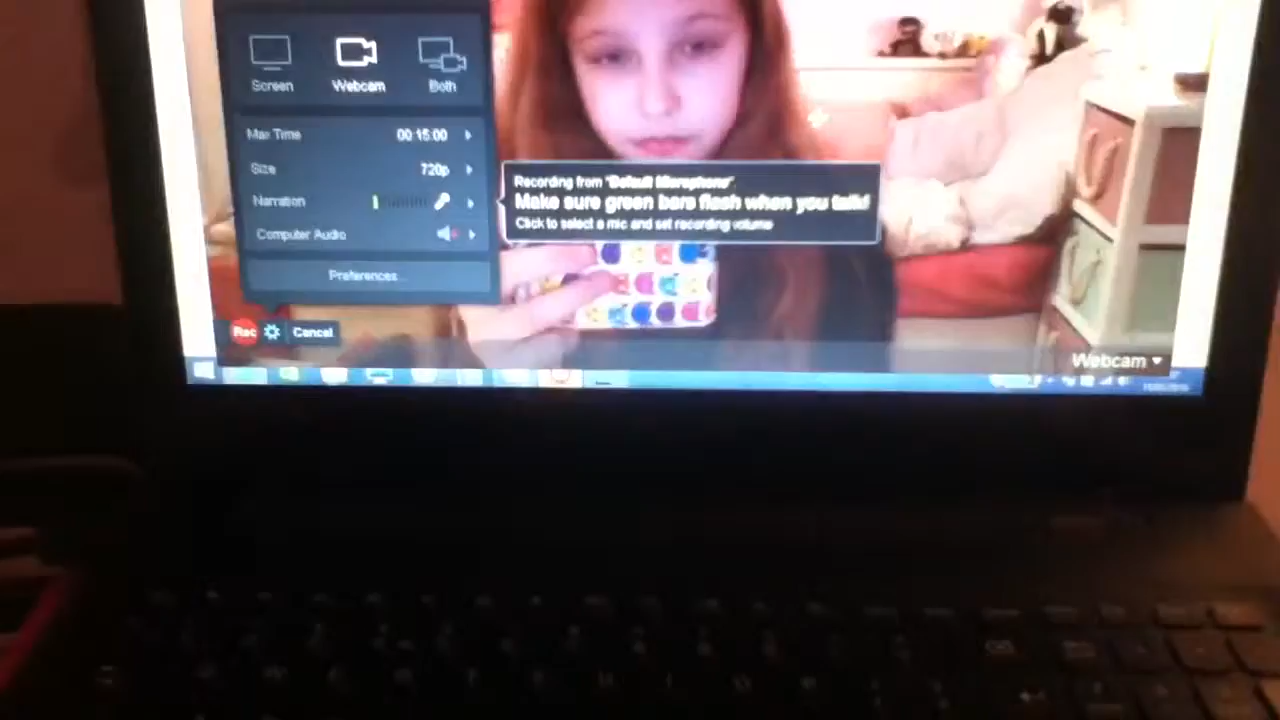 Screen
Webcam
Both
Max Time 00:15:00
Size 720p
Narration
Computer Audio
Preferences...
Recording from "Default Microphone".
Make sure green bars flash when you talk!
Click to select a mic and set recording volume
Rec
Cancel
Webcam